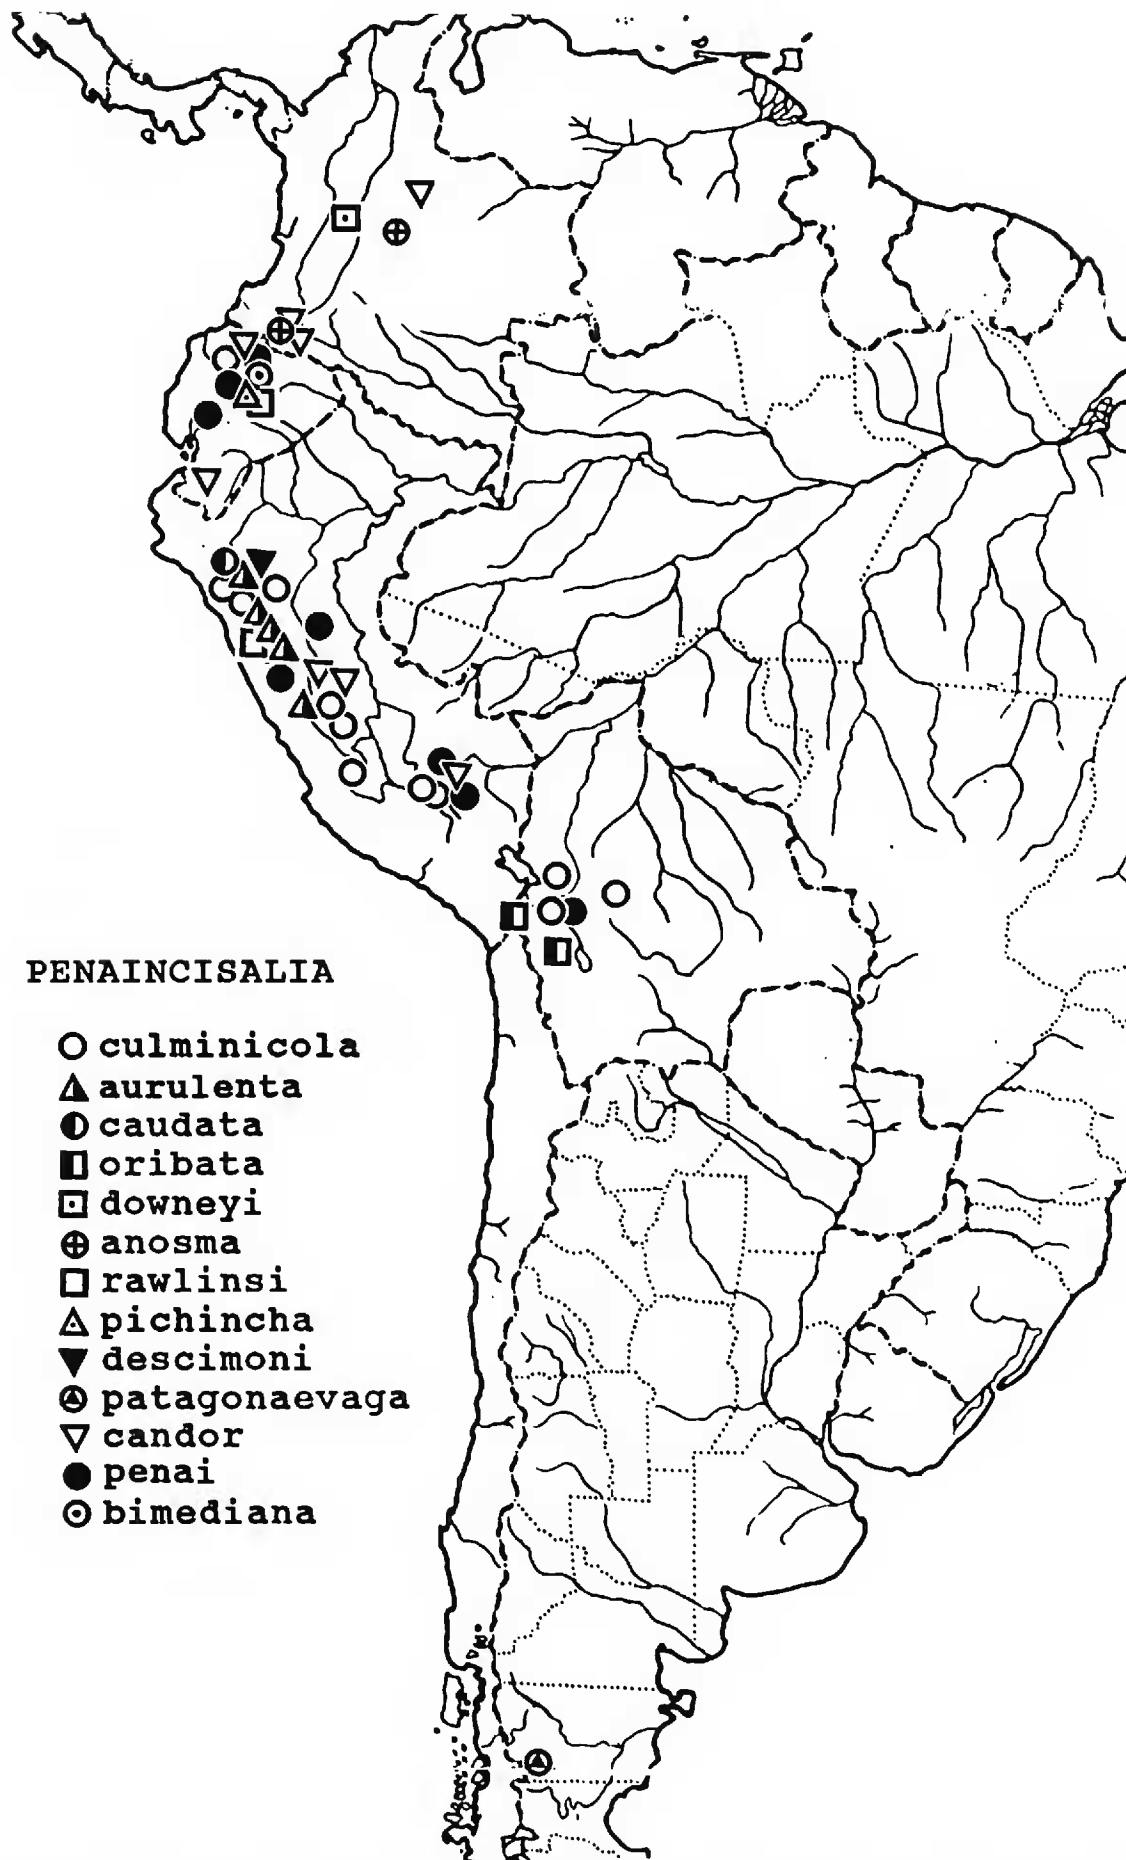 PENAINCISALIA
culminicola
aurulenta
caudata
oribata
downeyi
anosma
rawlinsi
pichincha
descimoni
patagonaevaga
candor
penai
bimediana